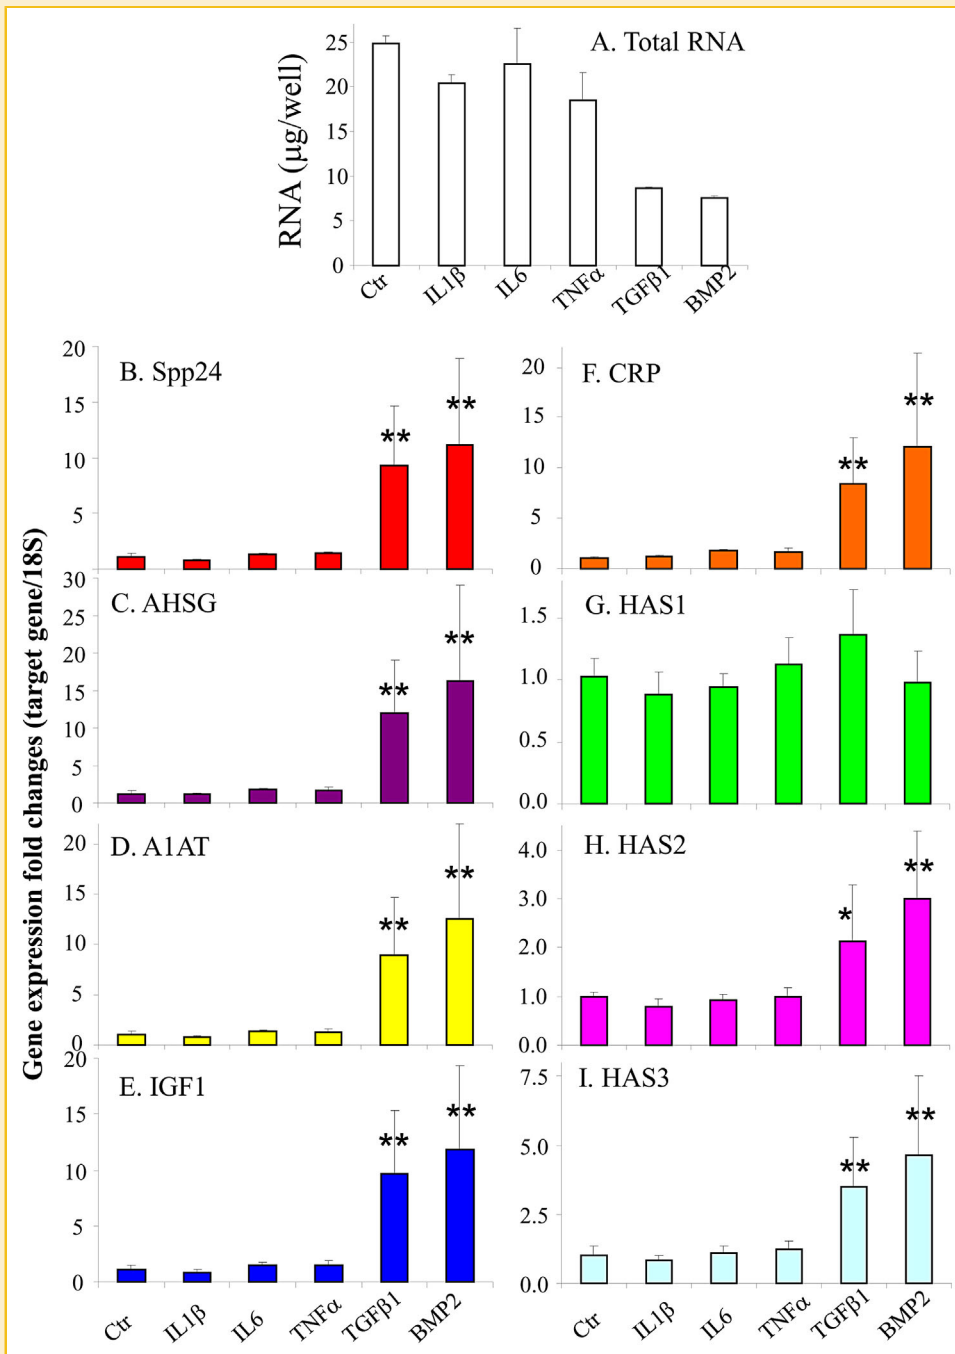 A. Total RNA
RNA (µg/well)
25
20
15
10
5
0
Ctr
IL1β
IL6
TNFα
TGFβ1
BMP2
Gene expression fold changes (target gene/18S)
B. Spp24
20
15
10
5
**
**
C. AHSG
30
25
20
15
10
5
0
**
**
D. A1AT
20
15
10
5
0
**
**
E. IGF1
20
15
10
5
0
**
**
Ctr
IL1β
IL6
TNFα
TGFβ1
BMP2
F. CRP
20
15
10
5
0
**
**
G. HAS1
1.5
1.0
0.5
0.0
H. HAS2
4.0
3.0
2.0
1.0
0.0
*
**
I. HAS3
7.5
5.0
2.5
0.0
**
**
Ctr
IL1β
IL6
TNFα
TGFβ1
BMP2